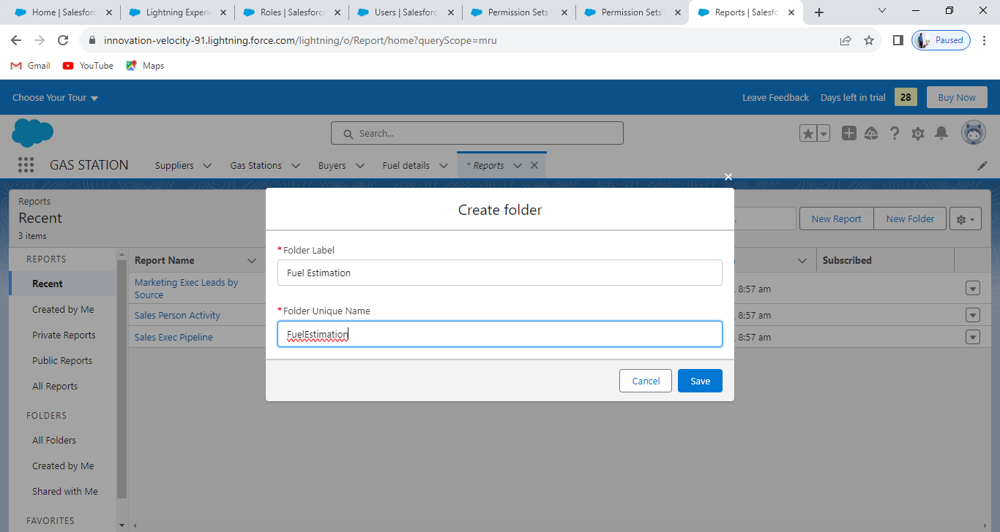 Home | Salesforc
Lightning Experi
Roles | Salesforc
Users | Salesforc
Permission Sets |
Permission Sets |
Reports | Salesfo
innovation-velocity-91.lightning.force.com/lightning/o/Report/home?queryScope=mru
Paused
Gmail
YouTube
Maps
Choose Your Tour
Leave Feedback
Days left in trial
28
Buy Now
Search...
GAS STATION
Suppliers
Gas Stations
Buyers
Fuel details
* Reports
Reports
Recent
3 items
New Report
New Folder
REPORTS
Recent
Created by Me
Private Reports
Public Reports
All Reports
FOLDERS
All Folders
Created by Me
Shared with Me
FAVORITES
Report Name
Subscribed
Marketing Exec Leads by
Source
, 8:57 am
Sales Person Activity
, 8:57 am
Sales Exec Pipeline
, 8:57 am
Create folder
* Folder Label
Fuel Estimation
* Folder Unique Name
FuelEstimation
Cancel
Save